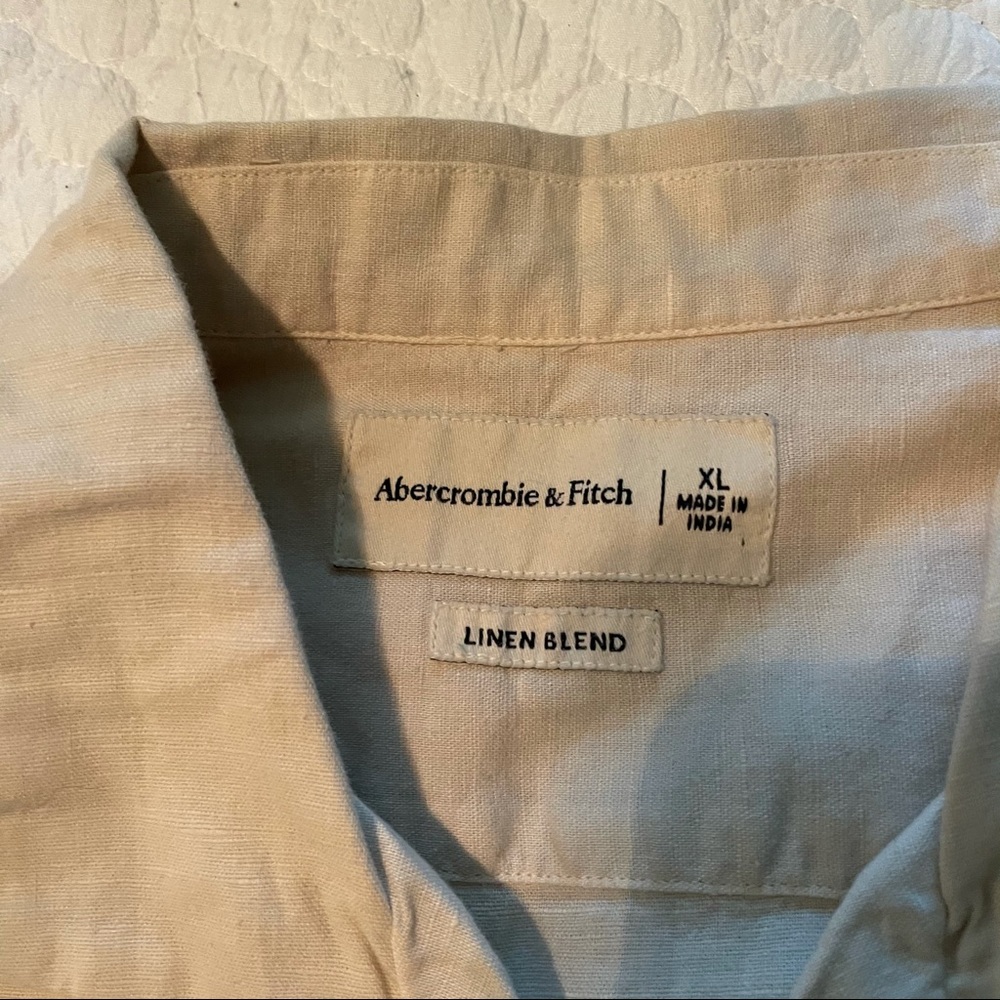 Abercrombie & Fitch
XL
MADE IN
INDIA
LINEN BLEND